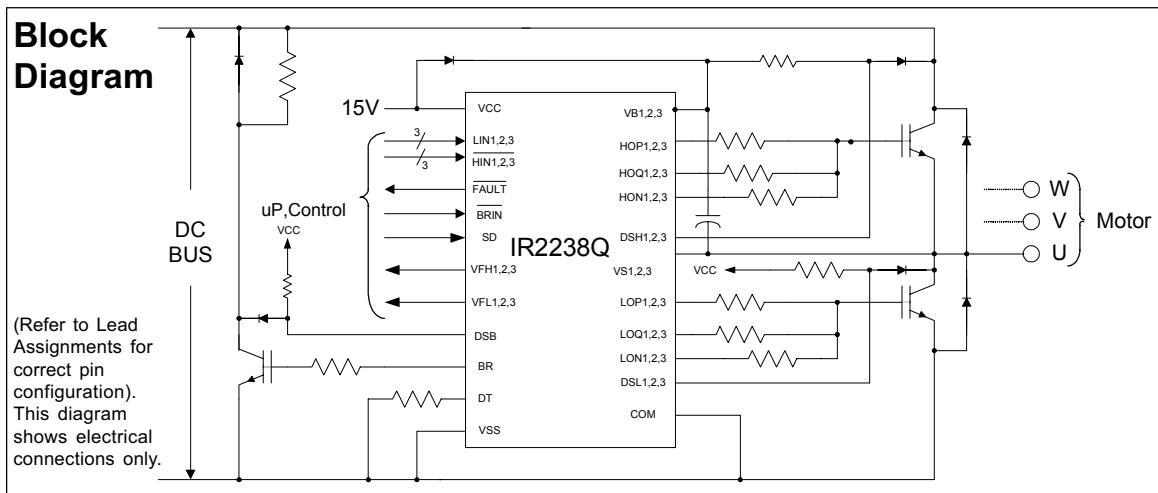 Block
Diagram
15V
VCC
VB1,2,3
3
LIN1,2,3
HOP1,2,3
3
HIN1,2,3
HOQ1,2,3
FAULT
HON1,2,3
uP,Control
BRIN
VCC
SD
DSH1,2,3
IR2238Q
W
V
Motor
U
DC
BUS
VFH1,2,3
VS1,2,3
VCC
VFL1,2,3
LOP1,2,3
DSB
LOQ1,2,3
BR
LON1,2,3
DT
DSL1,2,3
VSS
COM
(Refer to Lead
Assignments for
correct pin
configuration).
This diagram
shows electrical
connections only.